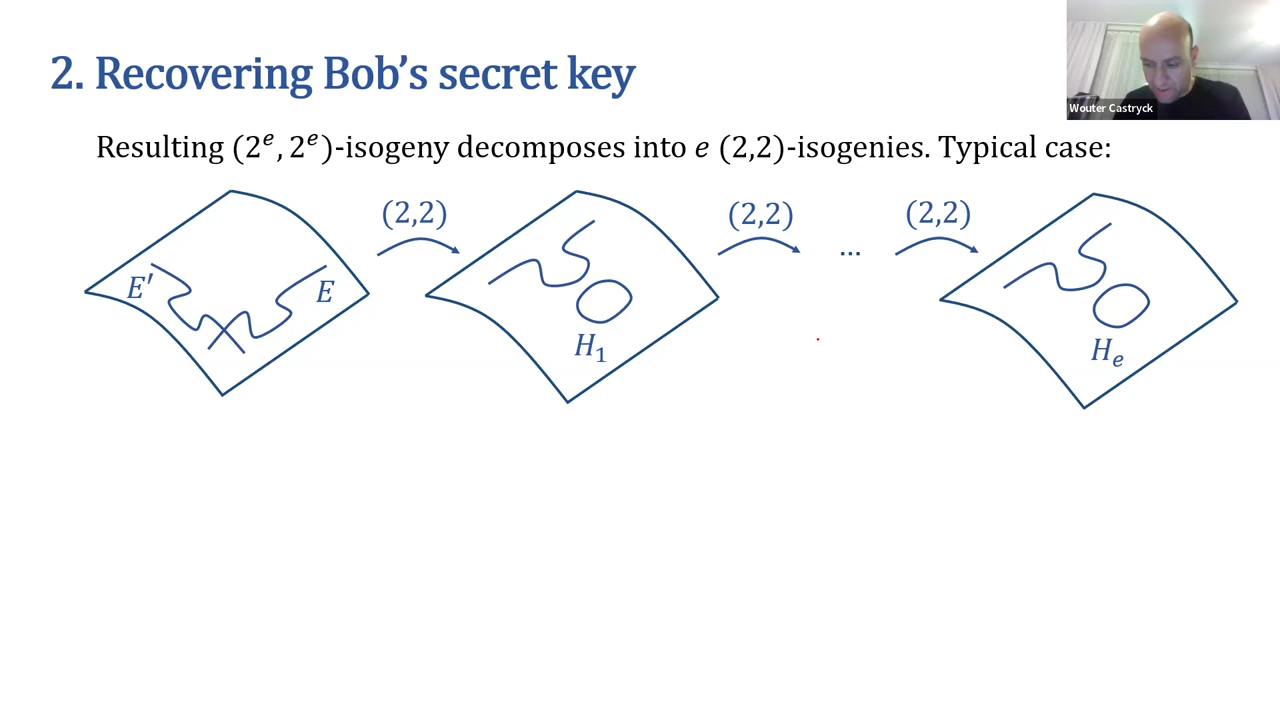 2. Recovering Bob's secret key
Wouter Castryck
Resulting (2^e, 2^e)-isogeny decomposes into e (2,2)-isogenies. Typical case:
(2,2) (2,2) (2,2)
E' E ...
H_1 H_e